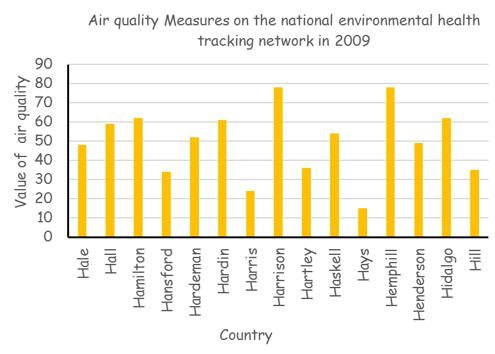 Air quality Measures on the national environmental health
tracking network in 2009
Value of air quality
90
80
70
60
50
40
30
20
10
0
Hale
Hall
Hamilton
Hansford
Hardeman
Hardin
Harris
Harrison
Hartley
Haskell
Hays
Hemphill
Henderson
Hidalgo
Hill
Country